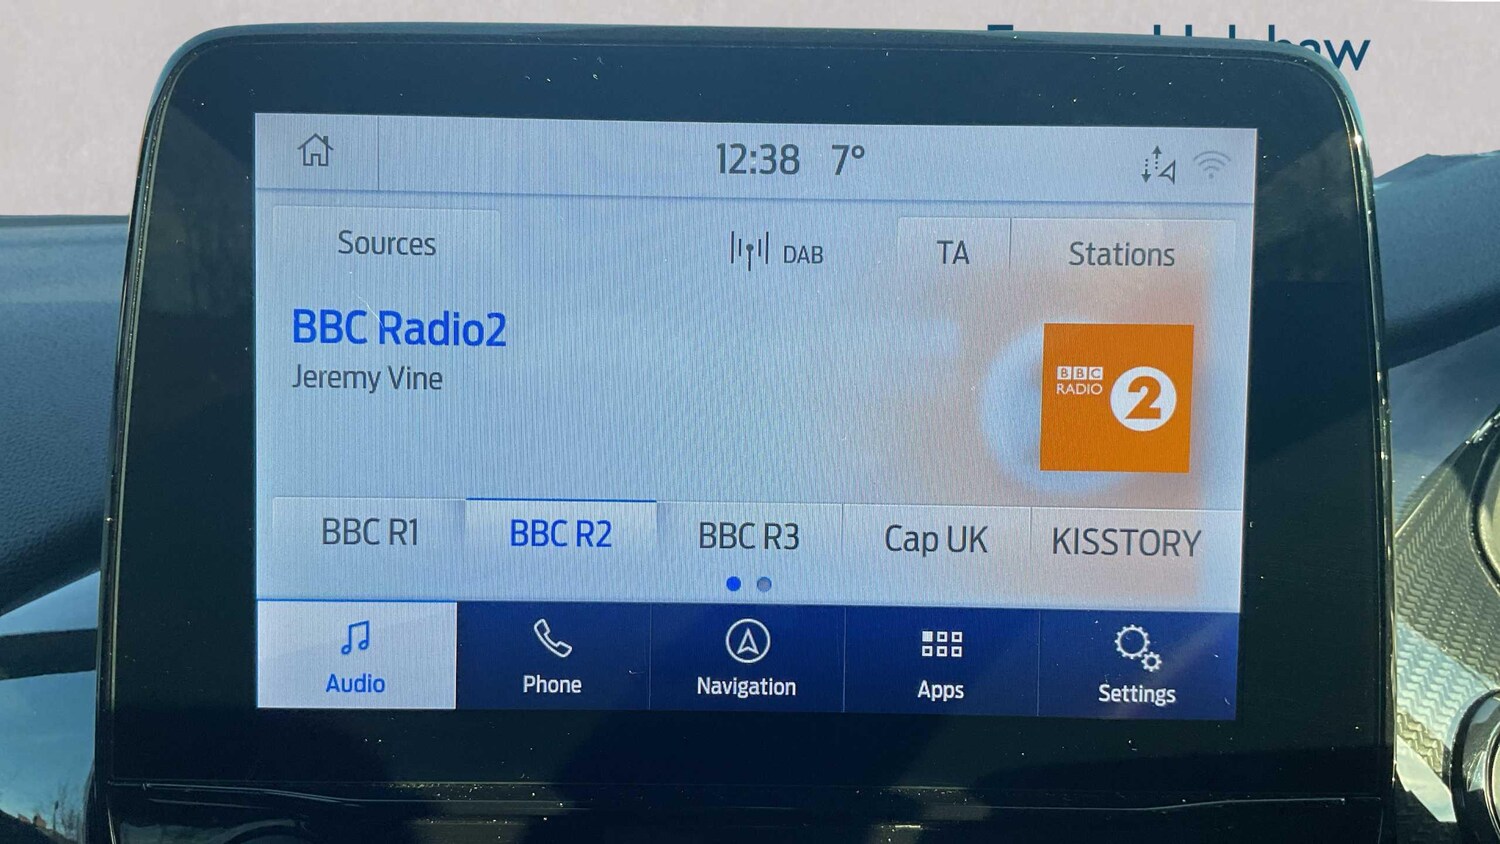 12:38 7°
Sources
DAB
TA
Stations
BBC Radio2
Jeremy Vine
BBC
RADIO
2
BBC R1
BBC R2
BBC R3
Cap UK
KISSTORY
Audio
Phone
Navigation
Apps
Settings